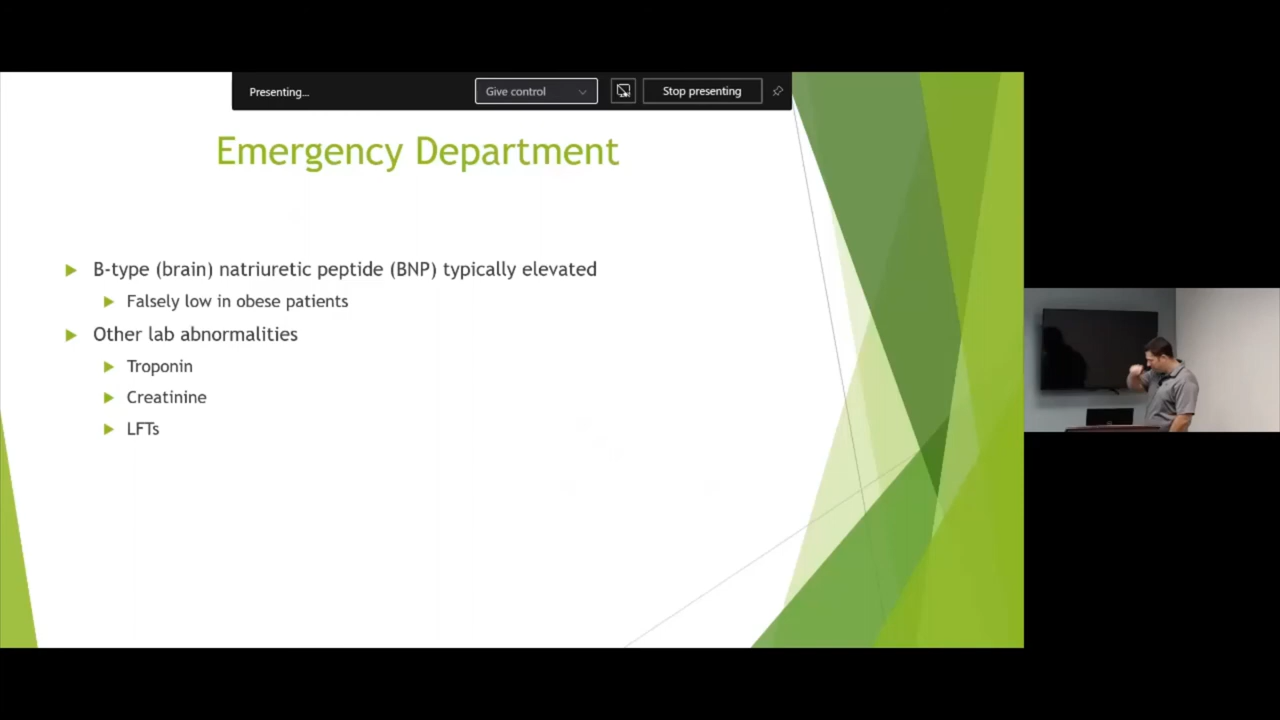 Presenting...
Give control
Stop presenting
Emergency Department
B-type (brain) natriuretic peptide (BNP) typically elevated
Falsely low in obese patients
Other lab abnormalities
Troponin
Creatinine
LFTs